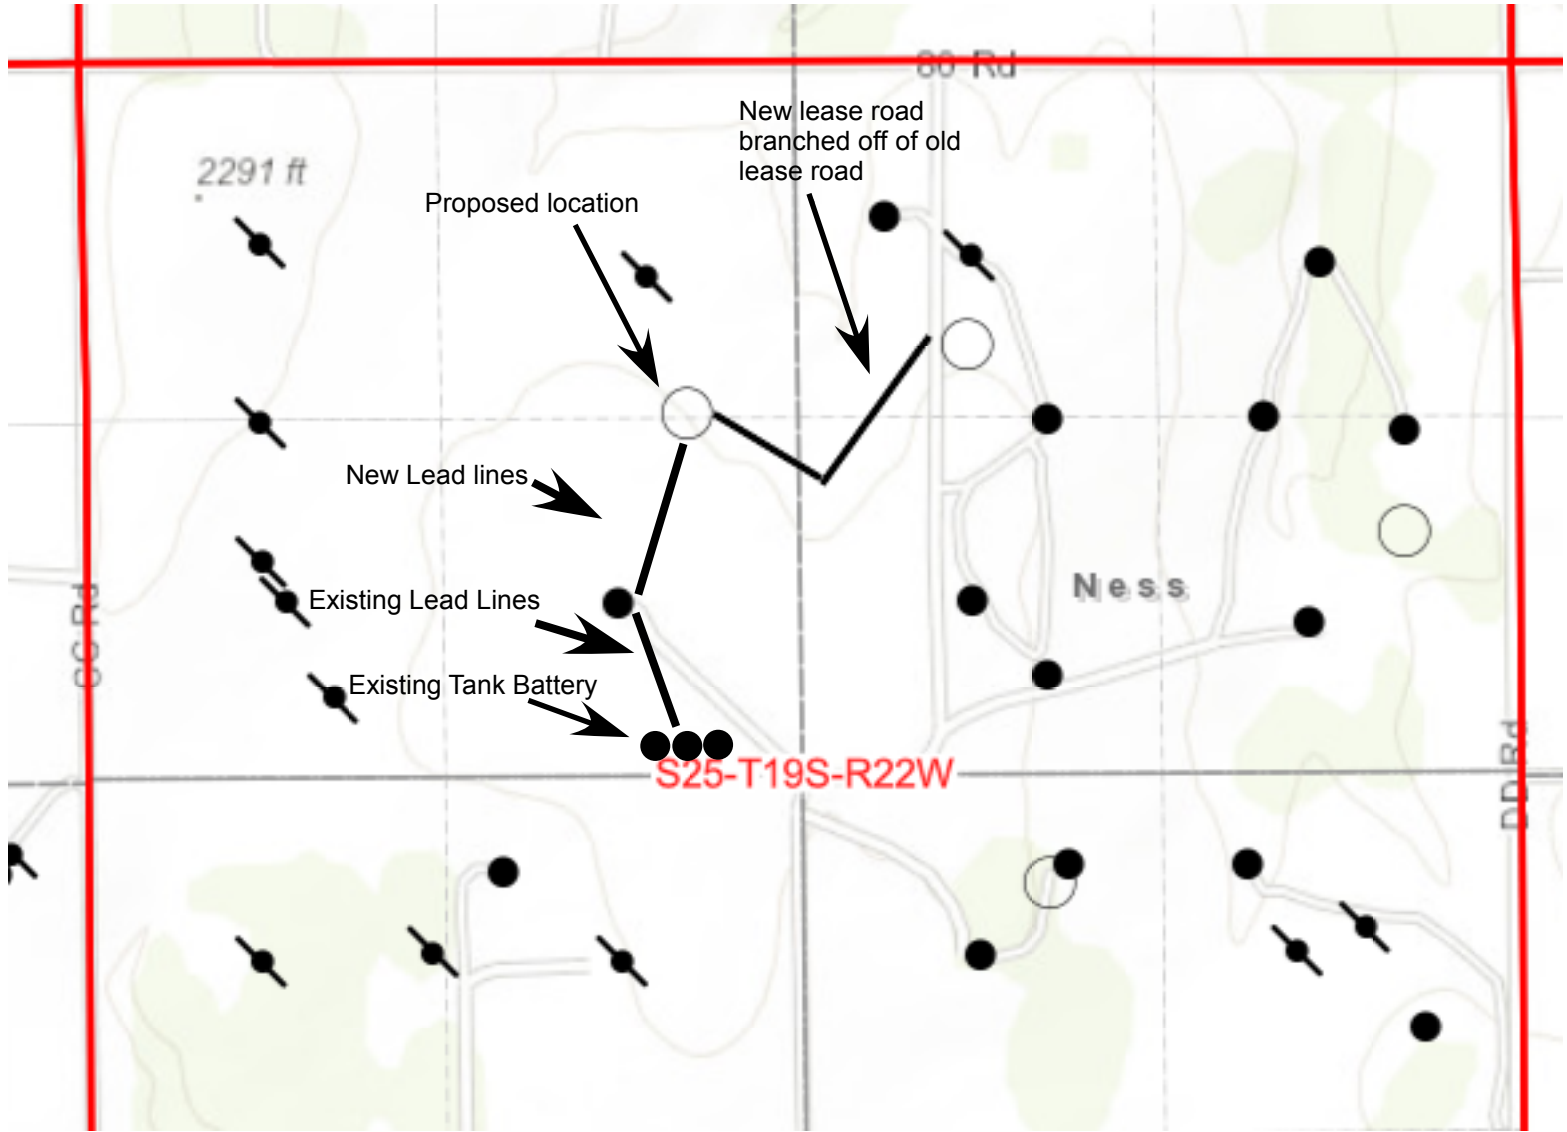 80 Rd
New lease road
branched off of old
lease road
2291 ft
Proposed location
New Lead lines
Existing Lead Lines
Ness
CC Rd
Existing Tank Battery
S25-T19S-R22W
DD Rd